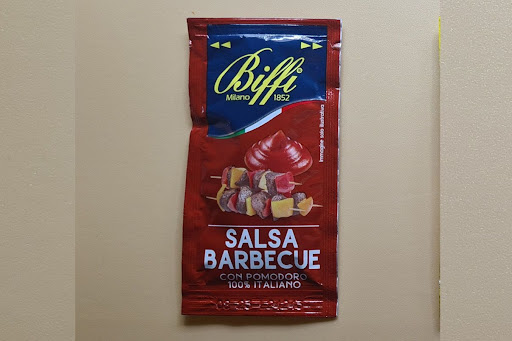 Biffi
Milano 1852
Immagine solo illustrativa
SALSA
BARBECUE
CON POMODORO
100% ITALIANO